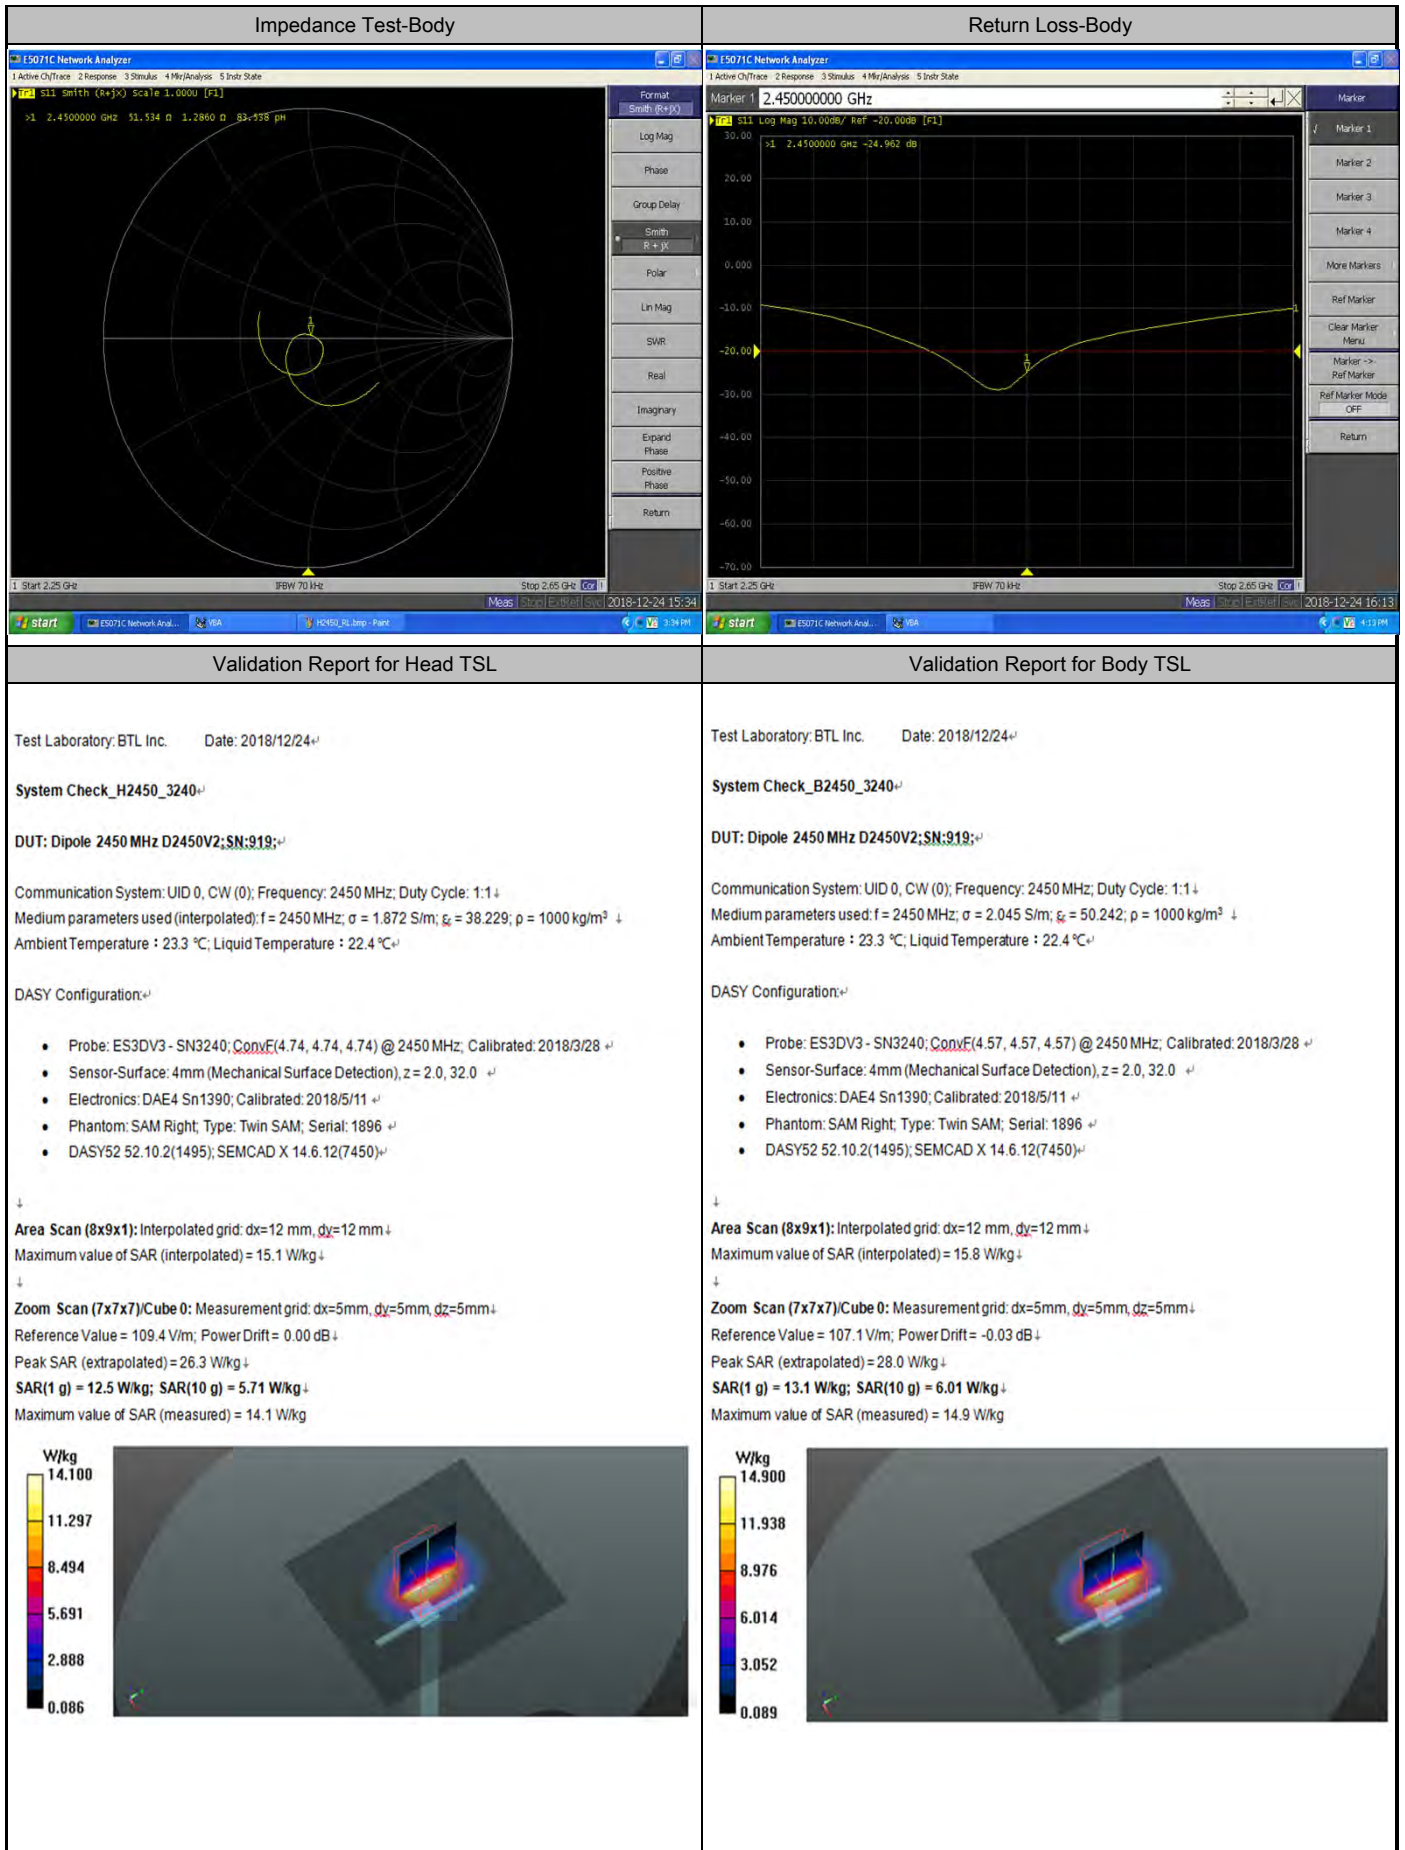 Impedance Test-Body
Return Loss-Body
E5071C Network Analyzer
1 Active Ch/Trace 2 Response 3 Stimulus 4 Mkr/Analysis 5 Instr State
Tr1 S11 Smith (R+jX) Scale 1.000U [F1]
>1 2.4500000 GHz 51.534 Ω 1.2860 Ω 83.538 pH
1
Format
Smith (R+jX)
Log Mag
Phase
Group Delay
Smith
R + jX
Polar
Lin Mag
SWR
Real
Imaginary
Expand
Phase
Positive
Phase
Return
1 Start 2.25 GHz
IFBW 70 kHz
Stop 2.65 GHz Cor !
Meas Stop ExtRef Svc 2018-12-24 15:34
start
E5071C Network Anal...
VBA
H2450_RL.bmp - Paint
3:34 PM
E5071C Network Analyzer
1 Active Ch/Trace 2 Response 3 Stimulus 4 Mkr/Analysis 5 Instr State
Marker 1 2.450000000 GHz
Tr1 S11 Log Mag 10.00dB/ Ref -20.00dB [F1]
>1 2.4500000 GHz -24.962 dB
30.00
20.00
10.00
0.000
-10.00
-20.00
-30.00
-40.00
-50.00
-60.00
-70.00
1
1
Marker
Marker 1
Marker 2
Marker 3
Marker 4
More Markers
Ref Marker
Clear Marker
Menu
Marker ->
Ref Marker
Ref Marker Mode
OFF
Return
1 Start 2.25 GHz
IFBW 70 kHz
Stop 2.65 GHz Cor !
Meas Stop ExtRef Svc 2018-12-24 16:13
start
E5071C Network Anal...
VBA
4:13 PM
Validation Report for Head TSL
Validation Report for Body TSL
Test Laboratory: BTL Inc. Date: 2018/12/24↵
System Check_H2450_3240↵
DUT: Dipole 2450 MHz D2450V2;SN:919;↵
Communication System: UID 0, CW (0); Frequency: 2450 MHz; Duty Cycle: 1:1↓
Medium parameters used (interpolated): f = 2450 MHz; σ = 1.872 S/m; εr = 38.229; ρ = 1000 kg/m³ ↓
Ambient Temperature：23.3 ℃; Liquid Temperature：22.4 ℃↵
DASY Configuration:↵
• Probe: ES3DV3 - SN3240; ConvF(4.74, 4.74, 4.74) @ 2450 MHz; Calibrated: 2018/3/28 ↵
• Sensor-Surface: 4mm (Mechanical Surface Detection), z = 2.0, 32.0 ↵
• Electronics: DAE4 Sn1390; Calibrated: 2018/5/11 ↵
• Phantom: SAM Right; Type: Twin SAM; Serial: 1896 ↵
• DASY52 52.10.2(1495); SEMCAD X 14.6.12(7450)↵
↓
Area Scan (8x9x1): Interpolated grid: dx=12 mm, dy=12 mm↓
Maximum value of SAR (interpolated) = 15.1 W/kg↓
↓
Zoom Scan (7x7x7)/Cube 0: Measurement grid: dx=5mm, dy=5mm, dz=5mm↓
Reference Value = 109.4 V/m; Power Drift = 0.00 dB↓
Peak SAR (extrapolated) = 26.3 W/kg↓
SAR(1 g) = 12.5 W/kg; SAR(10 g) = 5.71 W/kg↓
Maximum value of SAR (measured) = 14.1 W/kg
W/kg
14.100
11.297
8.494
5.691
2.888
0.086
Test Laboratory: BTL Inc. Date: 2018/12/24↵
System Check_B2450_3240↵
DUT: Dipole 2450 MHz D2450V2;SN:919;↵
Communication System: UID 0, CW (0); Frequency: 2450 MHz; Duty Cycle: 1:1↓
Medium parameters used: f = 2450 MHz; σ = 2.045 S/m; εr = 50.242; ρ = 1000 kg/m³ ↓
Ambient Temperature：23.3 ℃; Liquid Temperature：22.4 ℃↵
DASY Configuration:↵
• Probe: ES3DV3 - SN3240; ConvF(4.57, 4.57, 4.57) @ 2450 MHz; Calibrated: 2018/3/28 ↵
• Sensor-Surface: 4mm (Mechanical Surface Detection), z = 2.0, 32.0 ↵
• Electronics: DAE4 Sn1390; Calibrated: 2018/5/11 ↵
• Phantom: SAM Right; Type: Twin SAM; Serial: 1896 ↵
• DASY52 52.10.2(1495); SEMCAD X 14.6.12(7450)↵
↓
Area Scan (8x9x1): Interpolated grid: dx=12 mm, dy=12 mm↓
Maximum value of SAR (interpolated) = 15.8 W/kg↓
↓
Zoom Scan (7x7x7)/Cube 0: Measurement grid: dx=5mm, dy=5mm, dz=5mm↓
Reference Value = 107.1 V/m; Power Drift = -0.03 dB↓
Peak SAR (extrapolated) = 28.0 W/kg↓
SAR(1 g) = 13.1 W/kg; SAR(10 g) = 6.01 W/kg↓
Maximum value of SAR (measured) = 14.9 W/kg
W/kg
14.900
11.938
8.976
6.014
3.052
0.089